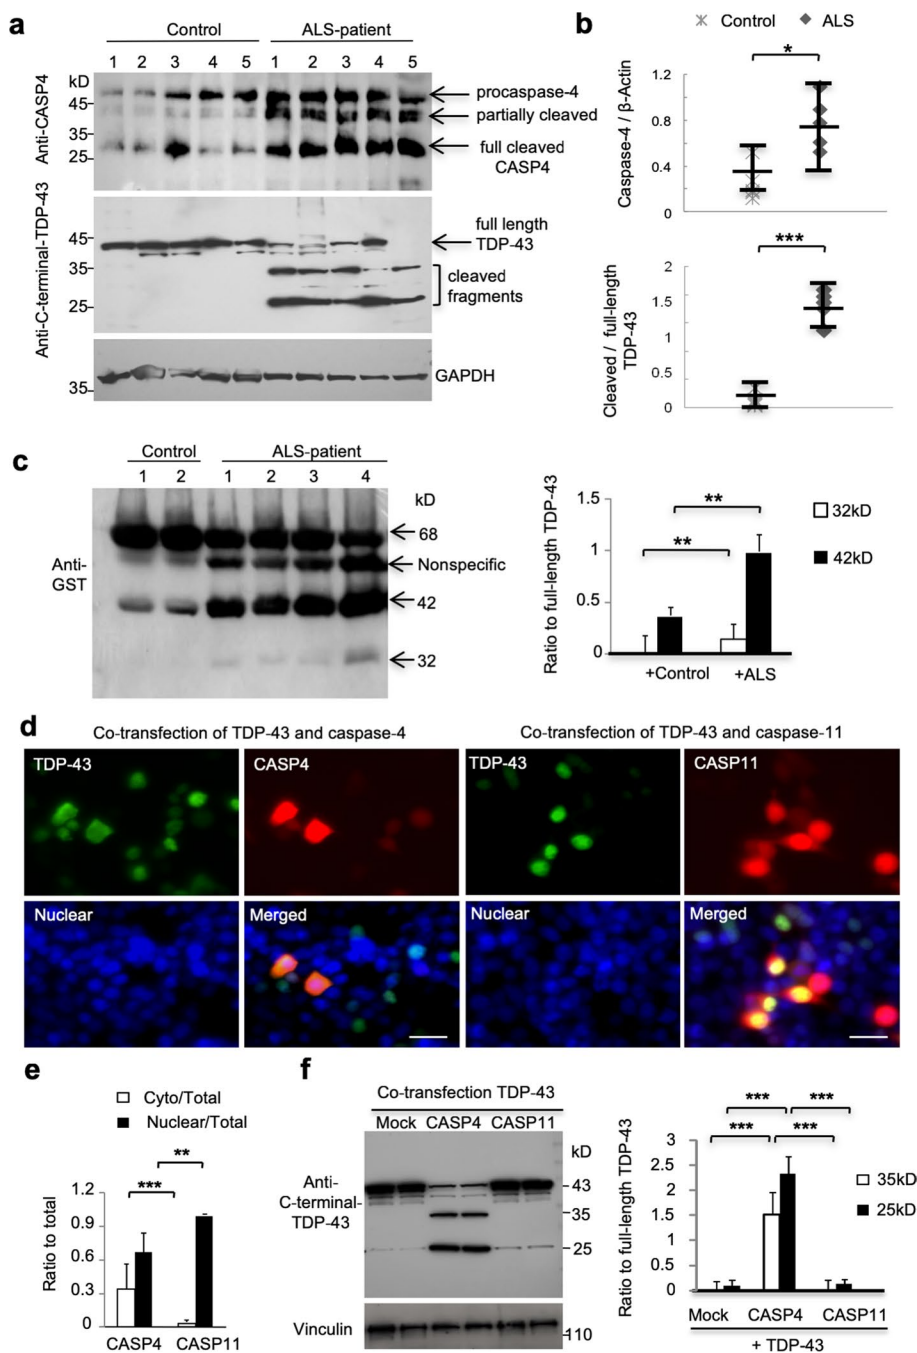 a
Control ALS-patient
1 2 3 4 5 1 2 3 4 5
kD
Anti-CASP4
45
35
25
procaspase-4
partially cleaved
full cleaved
CASP4
Anti-C-terminal-TDP-43
45
35
25
full length
TDP-43
cleaved
fragments
35
GAPDH
b
Control ALS
*
Caspase-4 / β-Actin
1.2
0.8
0.4
0
***
Cleaved / full-length
TDP-43
2
1.5
1
0.5
0
c
Control ALS-patient
1 2 1 2 3 4
kD
Anti-
GST
68
Nonspecific
42
32
Ratio to full-length TDP-43
1.5
1
0.5
0
**
**
32kD
42kD
+Control +ALS
d
Co-transfection of TDP-43 and caspase-4 Co-transfection of TDP-43 and caspase-11
TDP-43 CASP4 TDP-43 CASP11
Nuclear Merged Nuclear Merged
e
Cyto/Total
Nuclear/Total
**
***
Ratio to total
1.2
0.9
0.6
0.3
0
CASP4 CASP11
f
Co-transfection TDP-43
Mock CASP4 CASP11
kD
Anti-
C-terminal-
TDP-43
43
35
25
Vinculin
110
Ratio to full-length TDP-43
3
2.5
2
1.5
1
0.5
0
*** ***
*** ***
35kD
25kD
Mock CASP4 CASP11
+ TDP-43